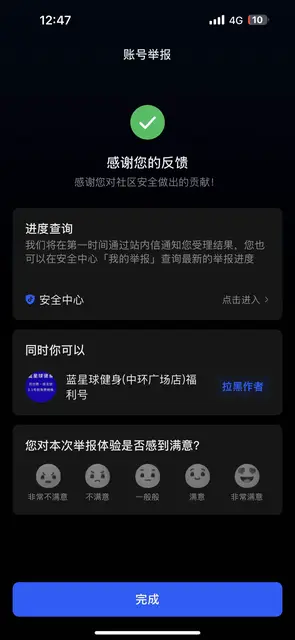 12:47
4G
10
账号举报
感谢您的反馈
感谢您对社区安全做出的贡献！
进度查询
我们将在第一时间通过站内信通知您受理结果，您也
可以在安全中心「我的举报」查询最新的举报进度
安全中心
点击进入
同时你可以
蓝星球健身(中环广场店)福
利号
拉黑作者
您对本次举报体验是否感到满意?
非常不满意
不满意
一般般
满意
非常满意
完成